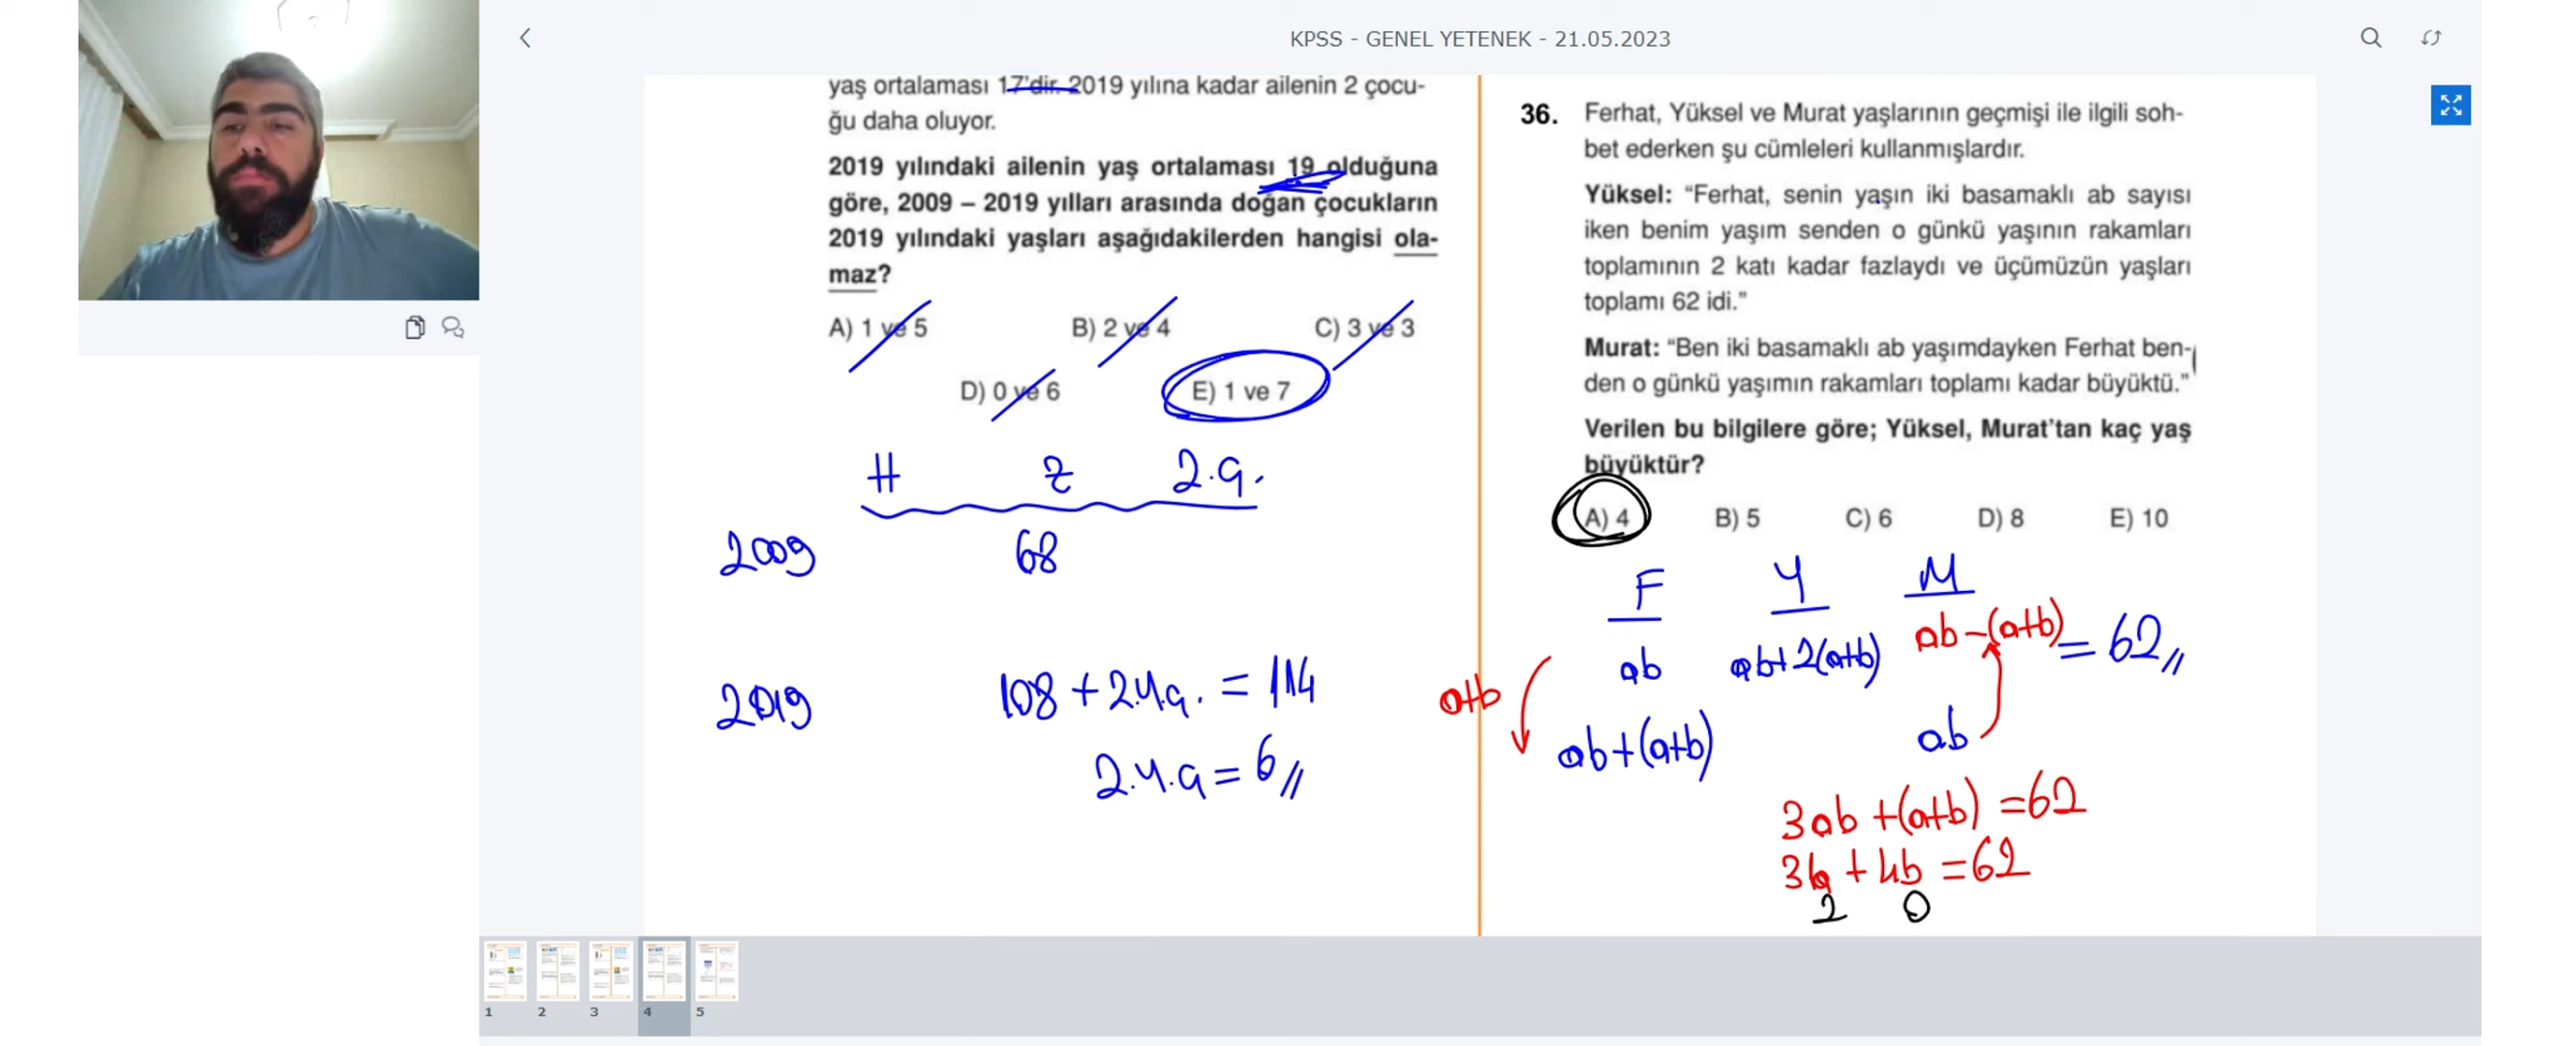 KPSS - GENEL YETENEK - 21.05.2023
yaş ortalaması 17'dir. 2019 yılına kadar ailenin 2 çocu-
ğu daha oluyor.
2019 yılındaki ailenin yaş ortalaması 19 olduğuna
göre, 2009 – 2019 yılları arasında doğan çocukların
2019 yılındaki yaşları aşağıdakilerden hangisi ola-
maz?
A) 1 ve 5 B) 2 ve 4 C) 3 ve 3
D) 0 ve 6 E) 1 ve 7
H Z 2.ç.
2009 68
2019 108 + 2.y.ç. = 114
2.y.ç = 6 //
36. Ferhat, Yüksel ve Murat yaşlarının geçmişi ile ilgili soh-
bet ederken şu cümleleri kullanmışlardır.
Yüksel: “Ferhat, senin yaşın iki basamaklı ab sayısı
iken benim yaşım senden o günkü yaşının rakamları
toplamının 2 katı kadar fazlaydı ve üçümüzün yaşları
toplamı 62 idi.”
Murat: “Ben iki basamaklı ab yaşımdayken Ferhat ben-
den o günkü yaşımın rakamları toplamı kadar büyüktü.”
Verilen bu bilgilere göre; Yüksel, Murat’tan kaç yaş
büyüktür?
A) 4 B) 5 C) 6 D) 8 E) 10
F Y M
ab ab+2(a+b) ab-(a+b) = 62 //
a+b ab+(a+b) ab
3ab +(a+b) =62
+ 4b =62
2 0
1 2 3 4 5